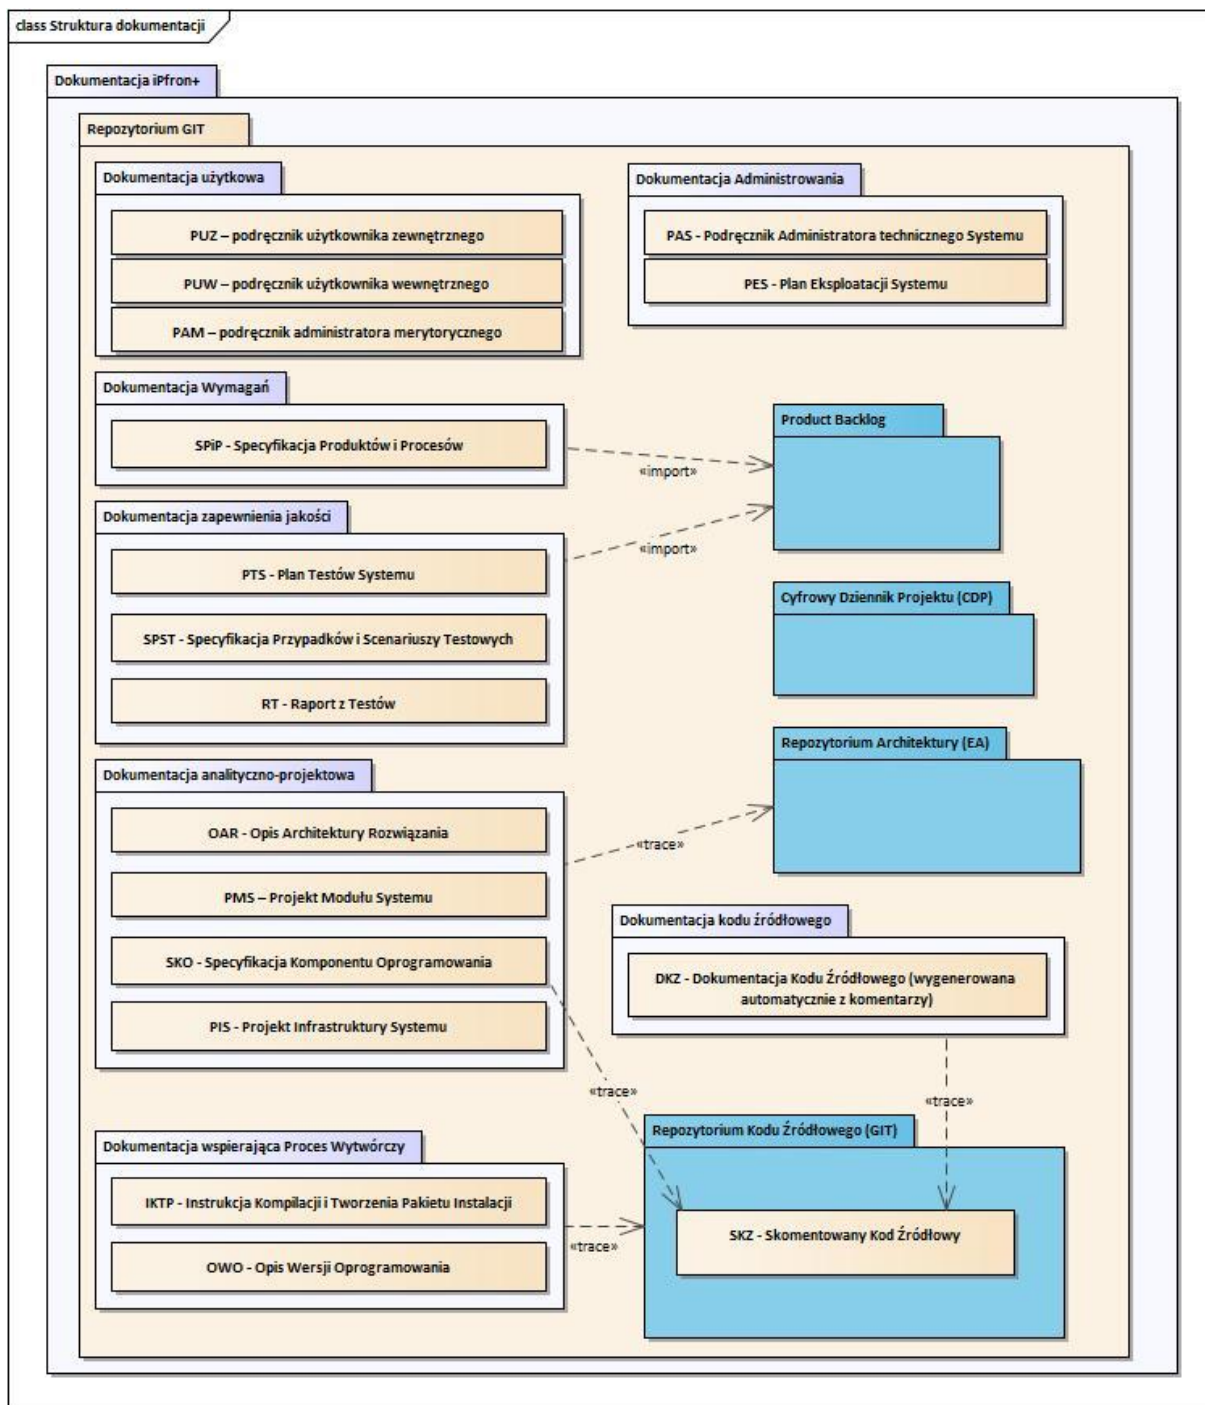 class Struktura dokumentacji
Dokumentacja iPfron+
Repozytorium GIT
Dokumentacja użytkowa
PUZ – podręcznik użytkownika zewnętrznego
PUW – podręcznik użytkownika wewnętrznego
PAM – podręcznik administratora merytorycznego
Dokumentacja Administrowania
PAS - Podręcznik Administratora technicznego Systemu
PES - Plan Eksploatacji Systemu
Dokumentacja Wymagań
SPiP - Specyfikacja Produktów i Procesów
«import»
Product Backlog
Dokumentacja zapewnienia jakości
PTS - Plan Testów Systemu
SPST - Specyfikacja Przypadków i Scenariuszy Testowych
RT - Raport z Testów
«import»
Cyfrowy Dziennik Projektu (CDP)
Repozytorium Architektury (EA)
Dokumentacja analityczno-projektowa
OAR - Opis Architektury Rozwiązania
PMS – Projekt Modułu Systemu
SKO - Specyfikacja Komponentu Oprogramowania
PIS - Projekt Infrastruktury Systemu
«trace»
Dokumentacja kodu źródłowego
DKZ - Dokumentacja Kodu Źródłowego (wygenerowana
automatycznie z komentarzy)
«trace»
«trace»
Dokumentacja wspierająca Proces Wytwórczy
IKTP - Instrukcja Kompilacji i Tworzenia Pakietu Instalacji
OWO - Opis Wersji Oprogramowania
«trace»
Repozytorium Kodu Źródłowego (GIT)
SKZ - Skomentowany Kod Źródłowy